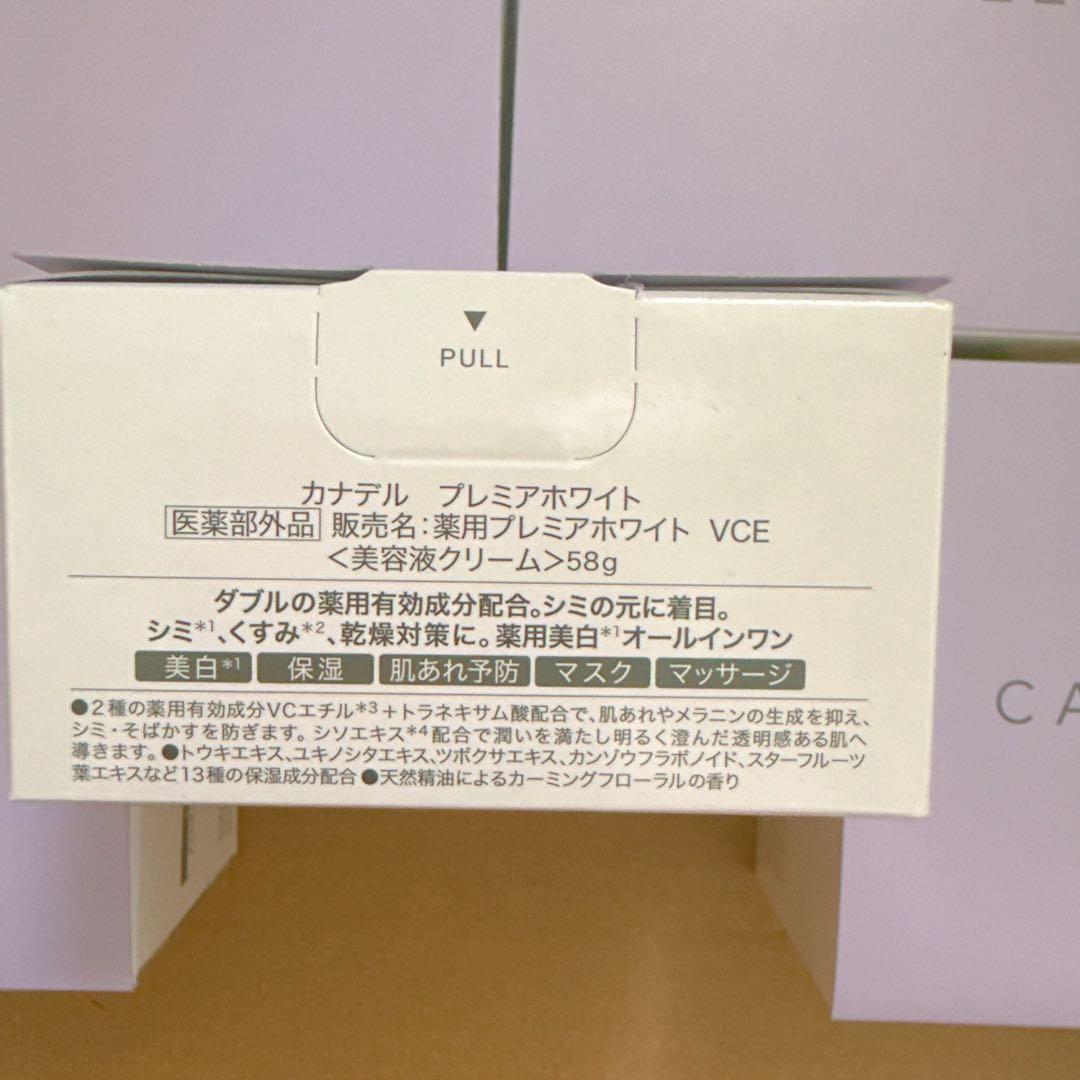 ▼
PULL
カナデル プレミアホワイト
医薬部外品 販売名：薬用プレミアホワイト VCE
＜美容液クリーム＞58g
ダブルの薬用有効成分配合。シミの元に着目。
シミ*1、くすみ*2、乾燥対策に。薬用美白*1オールインワン
美白*1 保湿 肌あれ予防 マスク マッサージ
●2種の薬用有効成分VCエチル*3＋トラネキサム酸配合で、肌あれやメラニンの生成を抑え、
シミ・そばかすを防ぎます。シソエキス*4配合で潤いを満たし明るく澄んだ透明感ある肌へ
導きます。●トウキエキス、ユキノシタエキス、ツボクサエキス、カンゾウフラボノイド、スターフルーツ
葉エキスなど13種の保湿成分配合 ●天然精油によるカーミングフローラルの香り
CA